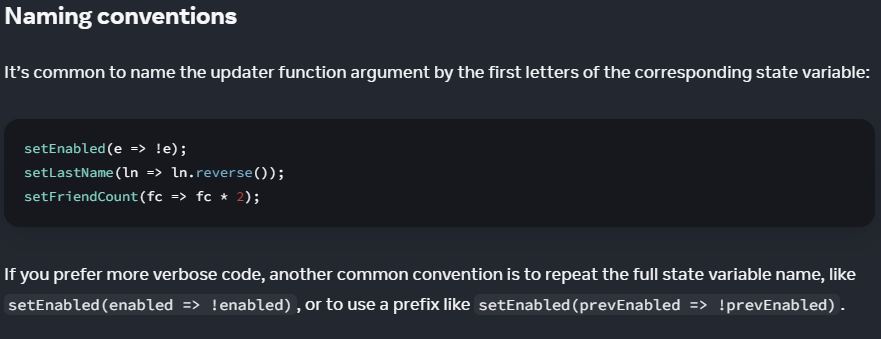 Naming conventions
It’s common to name the updater function argument by the first letters of the corresponding state variable:
setEnabled(e => !e);
setLastName(ln => ln.reverse());
setFriendCount(fc => fc * 2);
If you prefer more verbose code, another common convention is to repeat the full state variable name, like
setEnabled(enabled => !enabled), or to use a prefix like setEnabled(prevEnabled => !prevEnabled).